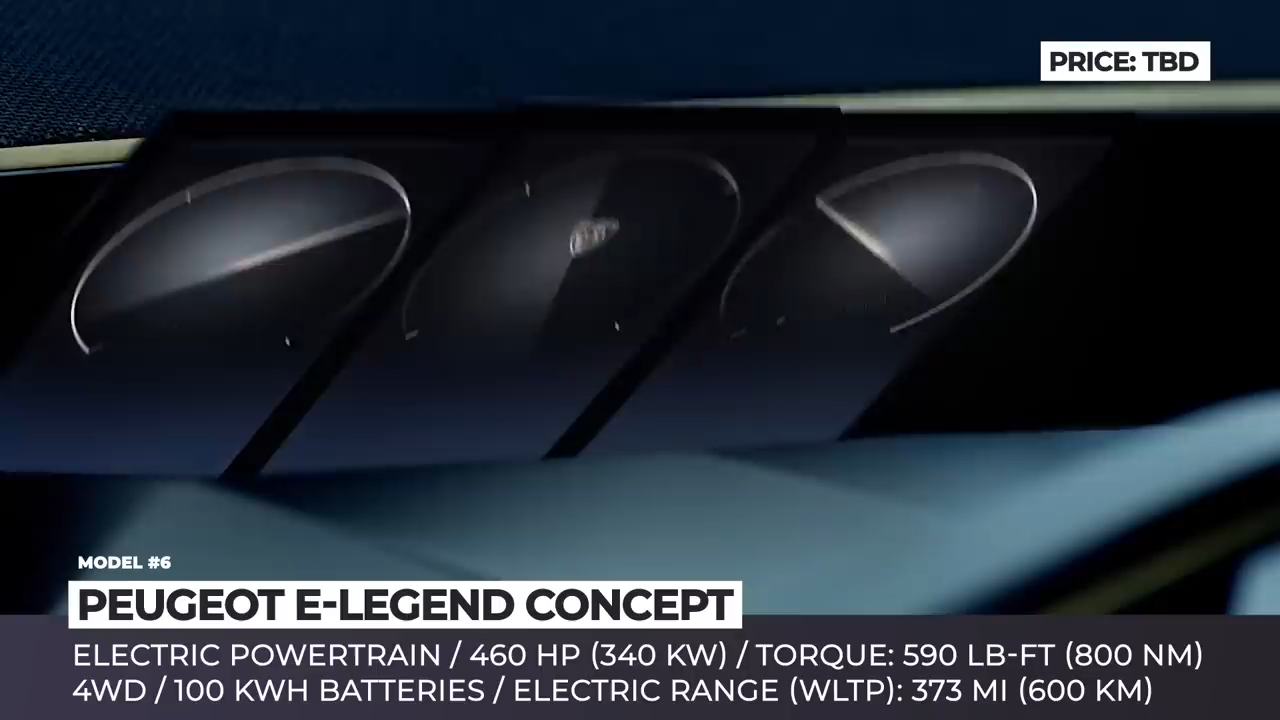 PRICE: TBD
MODEL #6
PEUGEOT E-LEGEND CONCEPT
ELECTRIC POWERTRAIN / 460 HP (340 KW) / TORQUE: 590 LB-FT (800 NM)
4WD / 100 KWH BATTERIES / ELECTRIC RANGE (WLTP): 373 MI (600 KM)